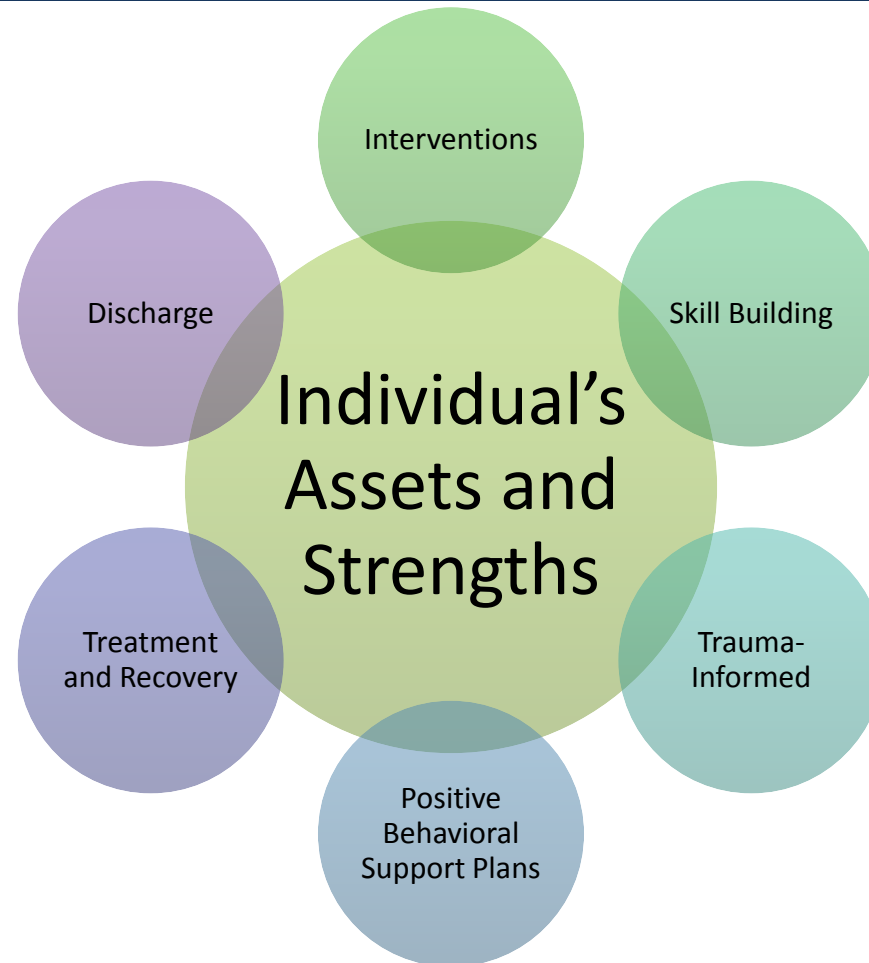 Interventions
Skill Building
Trauma-
Informed
Positive
Behavioral
Support Plans
Treatment
and Recovery
Discharge
Individual’s
Assets and
Strengths